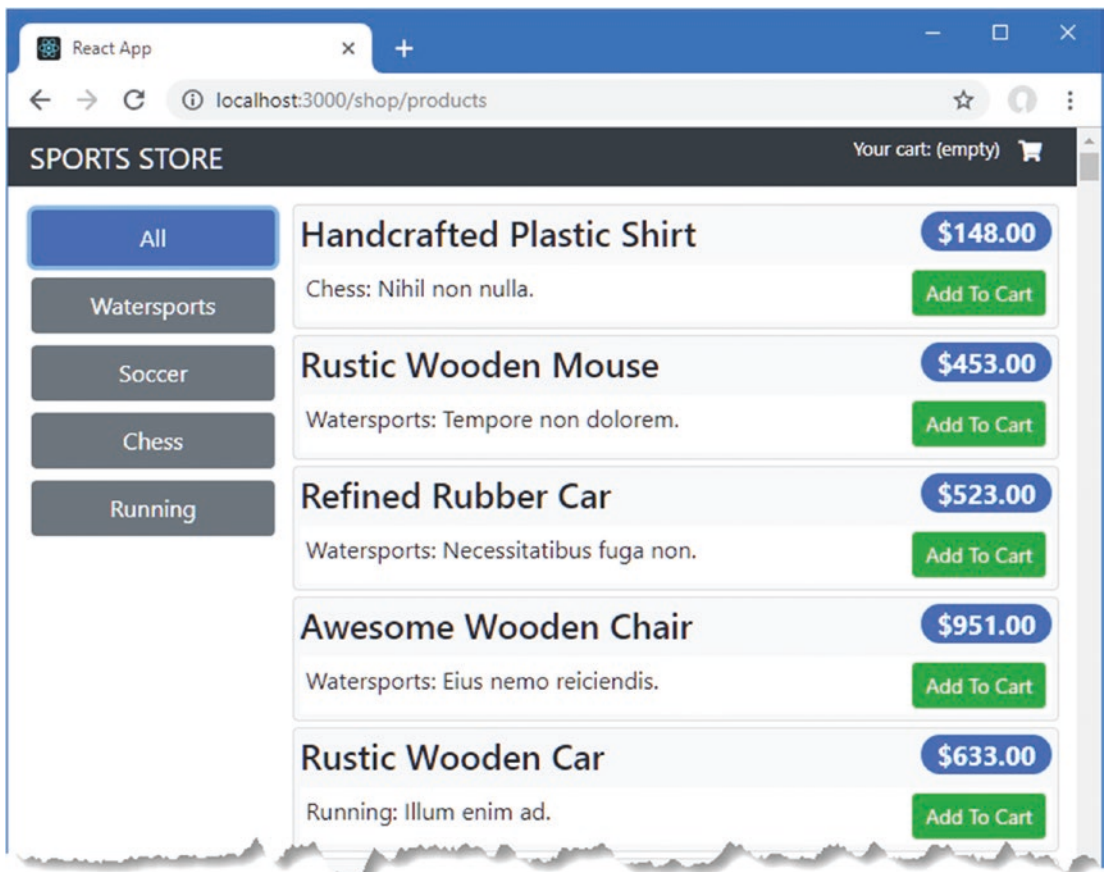 React App
localhost:3000/shop/products
SPORTS STORE
Your cart: (empty)
All
Watersports
Soccer
Chess
Running
Handcrafted Plastic Shirt
$148.00
Chess: Nihil non nulla.
Add To Cart
Rustic Wooden Mouse
$453.00
Watersports: Tempore non dolorem.
Add To Cart
Refined Rubber Car
$523.00
Watersports: Necessitatibus fuga non.
Add To Cart
Awesome Wooden Chair
$951.00
Watersports: Eius nemo reiciendis.
Add To Cart
Rustic Wooden Car
$633.00
Running: Illum enim ad.
Add To Cart